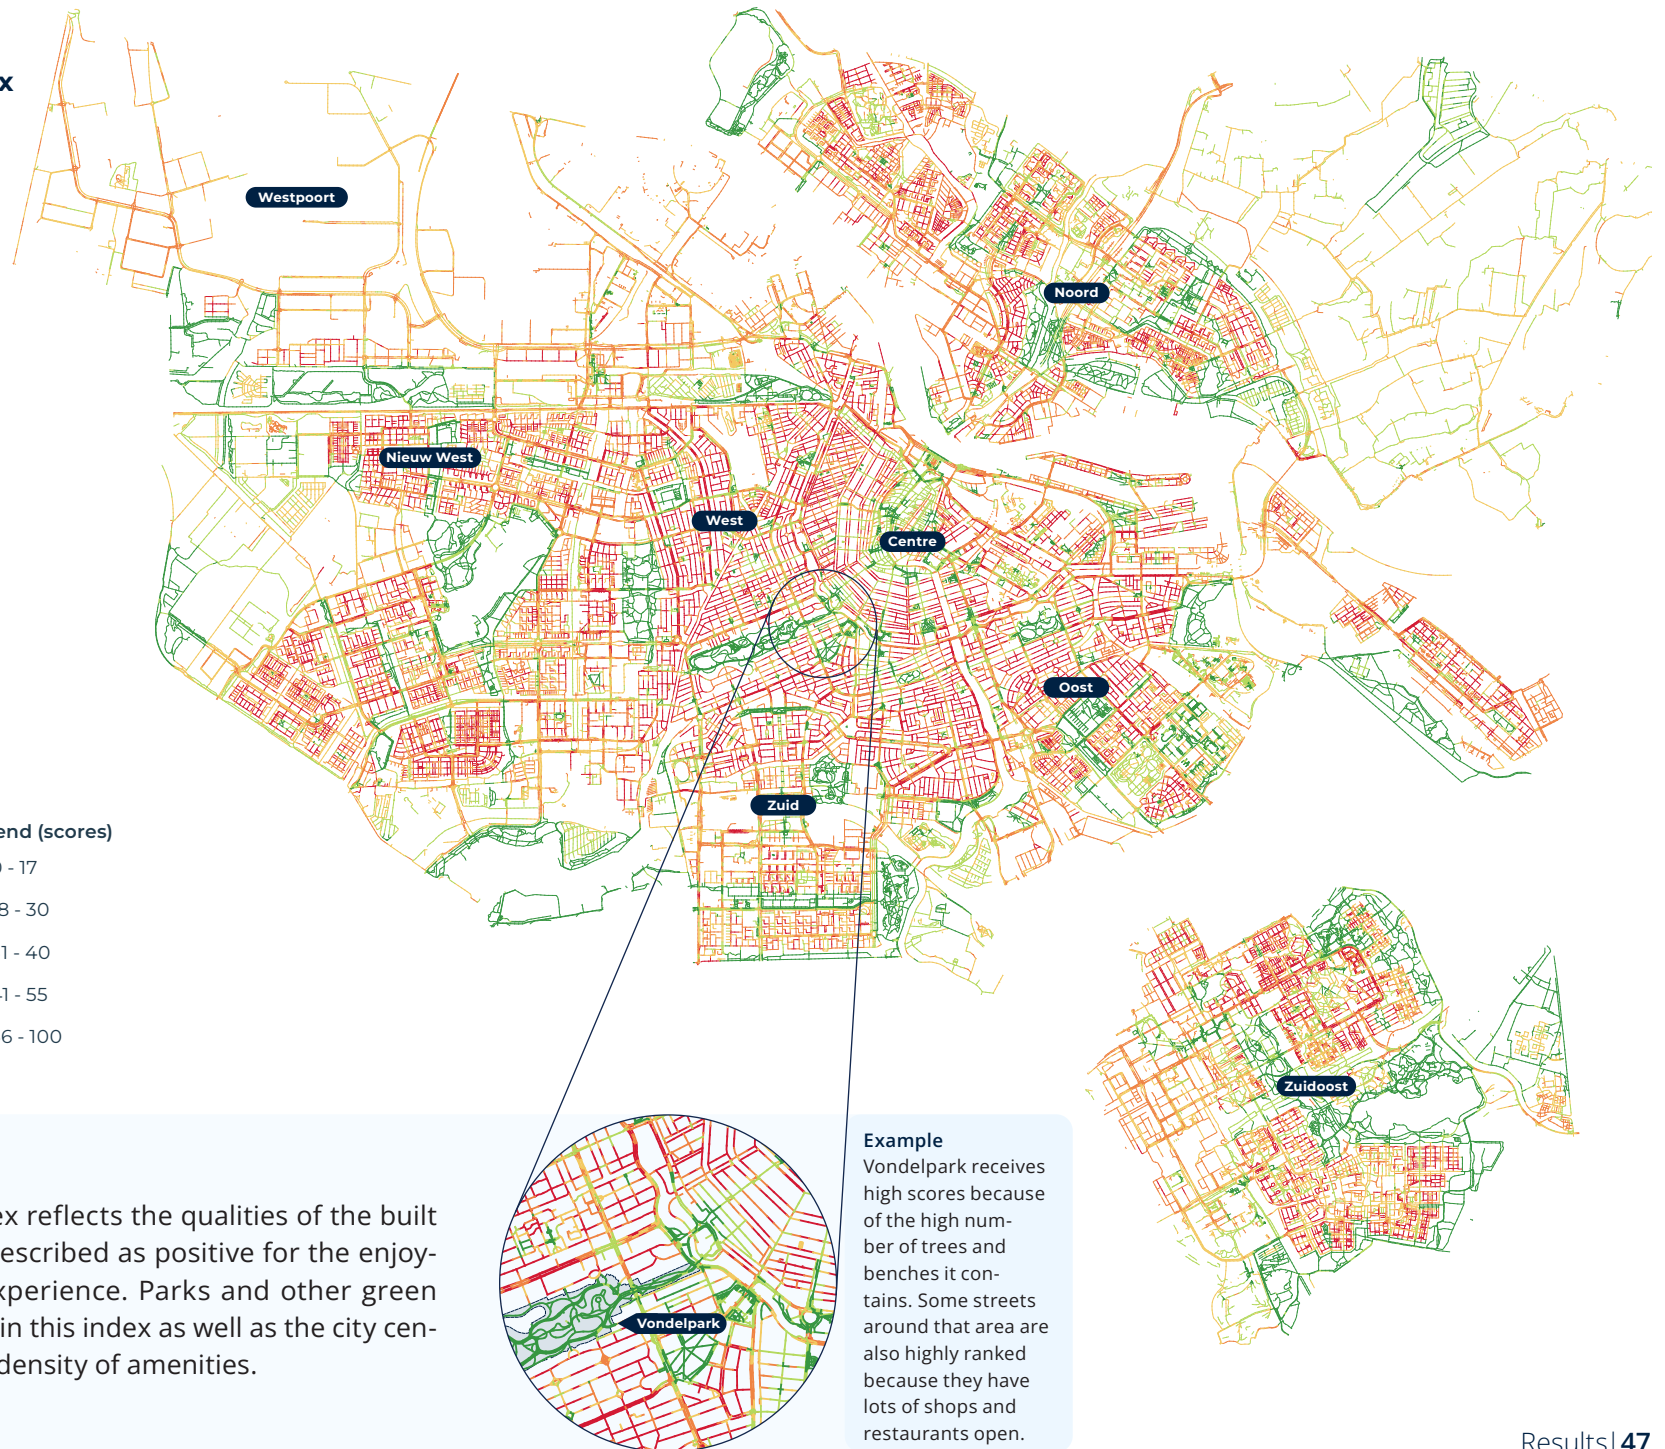 x
Westpoort
Noord
Nieuw West
West
Centre
Oost
Zuid
end (scores)
- 17
8 - 30
1 - 40
41 - 55
6 - 100
Zuidoost
ex reflects the qualities of the built
escribed as positive for the enjoy-
xperience. Parks and other green
in this index as well as the city cen-
density of amenities.
Vondelpark
Example
Vondelpark receives
high scores because
of the high num-
ber of trees and
benches it con-
tains. Some streets
around that area are
also highly ranked
because they have
lots of shops and
restaurants open.
Results| 47